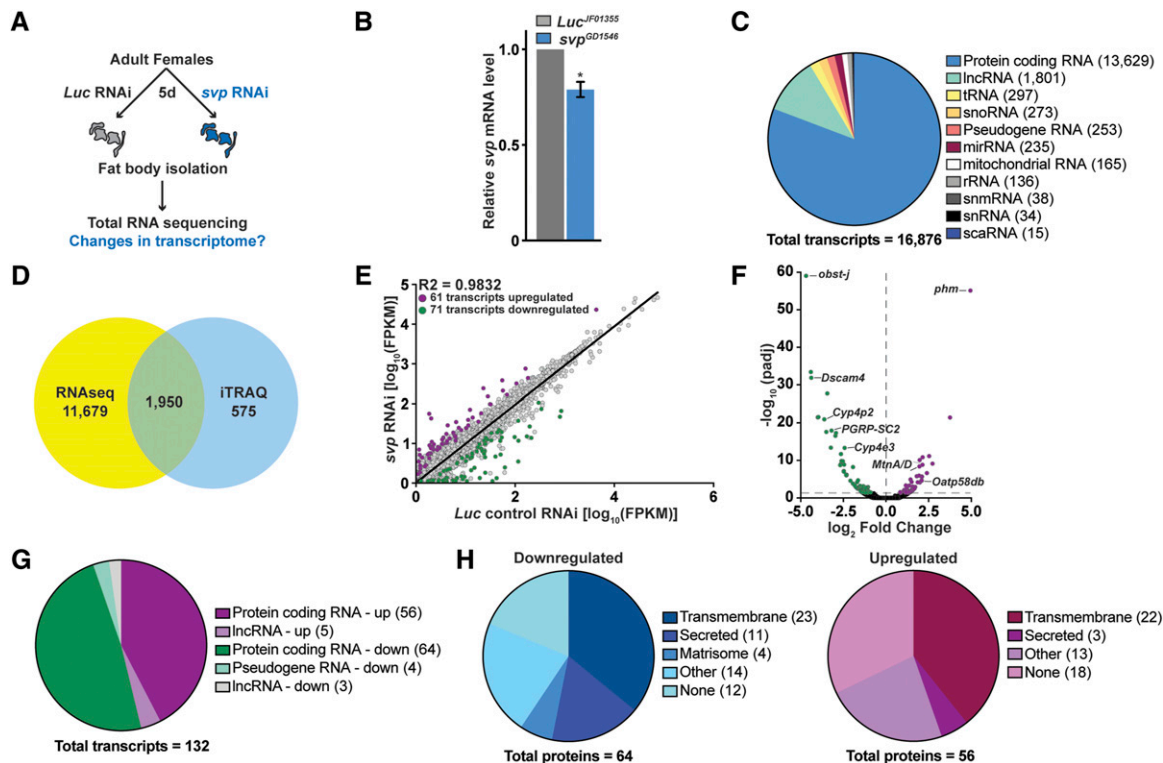 A
Adult Females
Luc RNAi
5d
svp RNAi
Fat body isolation
Total RNA sequencing
Changes in transcriptome?
B
Luc^JF01355
svp^GD1546
*
Relative svp mRNA level
1.0
0.5
0
C
Protein coding RNA (13,629)
lncRNA (1,801)
tRNA (297)
snoRNA (273)
Pseudogene RNA (253)
mirRNA (235)
mitochondrial RNA (165)
rRNA (136)
snmRNA (38)
snRNA (34)
scaRNA (15)
Total transcripts = 16,876
D
RNAseq
11,679
1,950
iTRAQ
575
E
R2 = 0.9832
61 transcripts upregulated
71 transcripts downregulated
svp RNAi [log10(FPKM)]
5
4
3
2
1
0
0
2
4
6
Luc control RNAi [log10(FPKM)]
F
-log10 (padj)
60
50
40
30
20
10
0
obst-j
phm
Dscam4
Cyp4p2
PGRP-SC2
Cyp4e3
MtnA/D
Oatp58db
-5.0
-2.5
0.0
2.5
5.0
log2 Fold Change
G
Protein coding RNA - up (56)
lncRNA - up (5)
Protein coding RNA - down (64)
Pseudogene RNA - down (4)
lncRNA - down (3)
Total transcripts = 132
H
Downregulated
Transmembrane (23)
Secreted (11)
Matrisome (4)
Other (14)
None (12)
Total proteins = 64
Upregulated
Transmembrane (22)
Secreted (3)
Other (13)
None (18)
Total proteins = 56